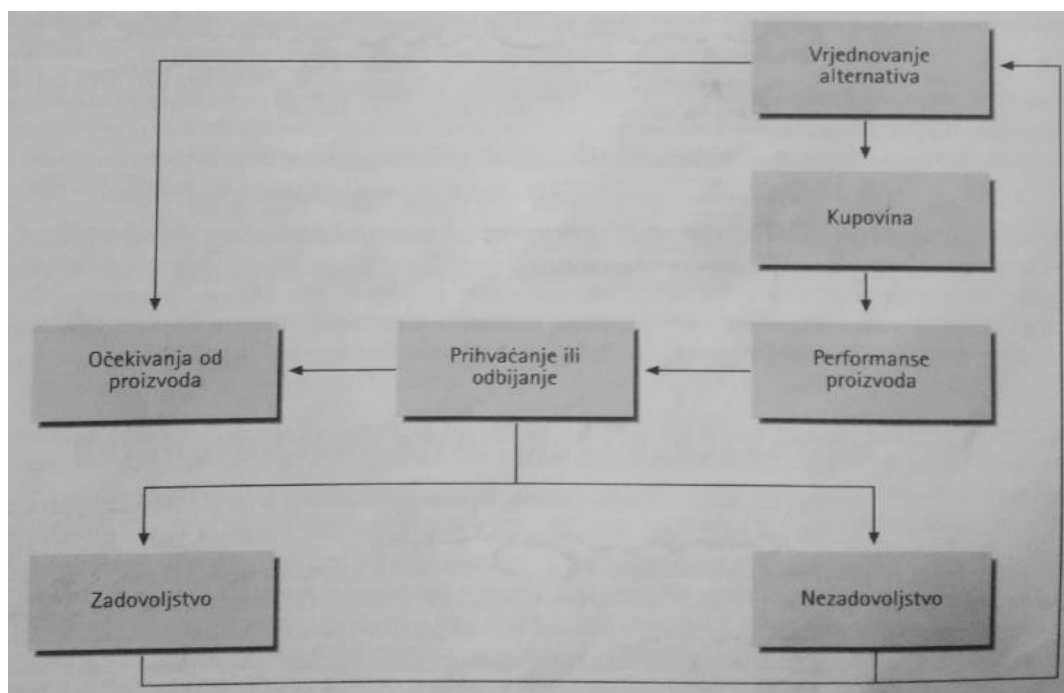 Vrjednovanje
alternativa
Kupovina
Očekivanja od
proizvoda
Prihvaćanje ili
odbijanje
Performanse
proizvoda
Zadovoljstvo
Nezadovoljstvo